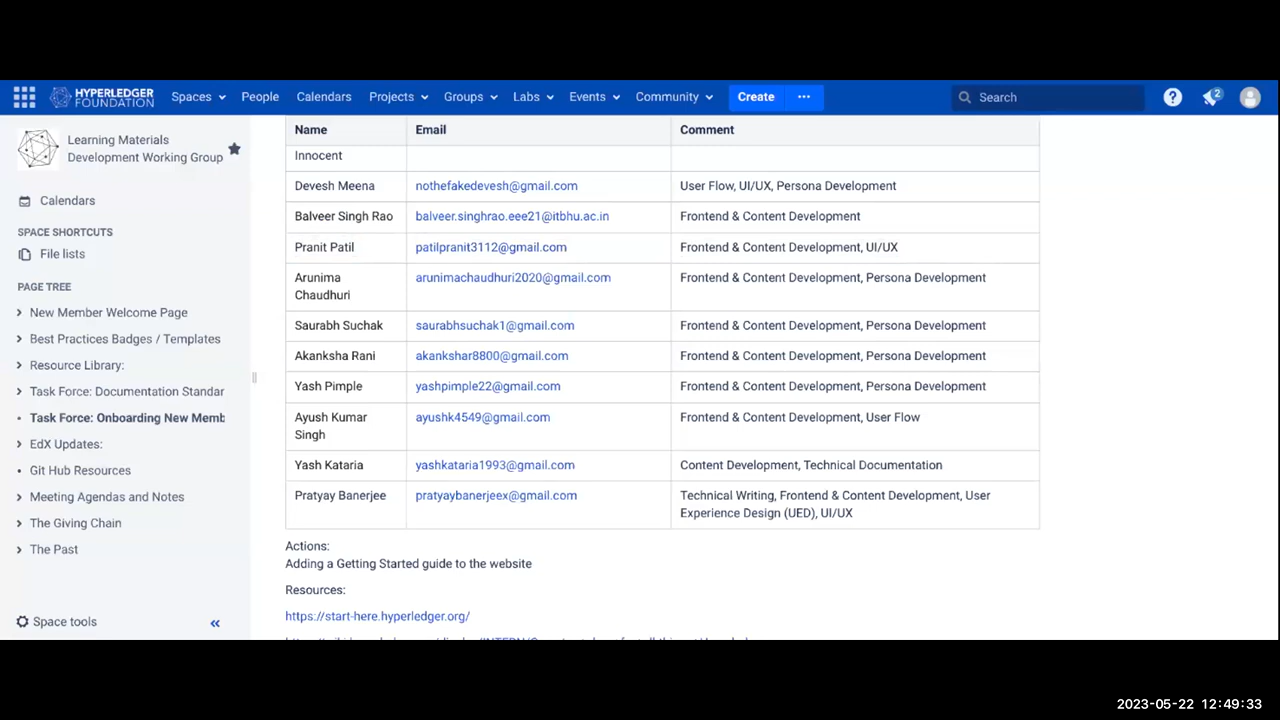 HYPERLEDGER
FOUNDATION
Spaces
People
Calendars
Projects
Groups
Labs
Events
Community
Create
Search
2
Learning Materials
Development Working Group
Calendars
SPACE SHORTCUTS
File lists
PAGE TREE
New Member Welcome Page
Best Practices Badges / Templates
Resource Library:
Task Force: Documentation Standar
Task Force: Onboarding New Memb
EdX Updates:
Git Hub Resources
Meeting Agendas and Notes
The Giving Chain
The Past
Space tools
Name Email Comment
Innocent
Devesh Meena nothefakedevesh@gmail.com User Flow, UI/UX, Persona Development
Balveer Singh Rao balveer.singhrao.eee21@itbhu.ac.in Frontend & Content Development
Pranit Patil patilpranit3112@gmail.com Frontend & Content Development, UI/UX
Arunima arunimachaudhuri2020@gmail.com Frontend & Content Development, Persona Development
Chaudhuri
Saurabh Suchak saurabhsuchak1@gmail.com Frontend & Content Development, Persona Development
Akanksha Rani akankshar8800@gmail.com Frontend & Content Development, Persona Development
Yash Pimple yashpimple22@gmail.com Frontend & Content Development, Persona Development
Ayush Kumar ayushk4549@gmail.com Frontend & Content Development, User Flow
Singh
Yash Kataria yashkataria1993@gmail.com Content Development, Technical Documentation
Pratyay Banerjee pratyaybanerjeex@gmail.com Technical Writing, Frontend & Content Development, User
Experience Design (UED), UI/UX
Actions:
Adding a Getting Started guide to the website
Resources:
https://start-here.hyperledger.org/
2023-05-22 12:49:33